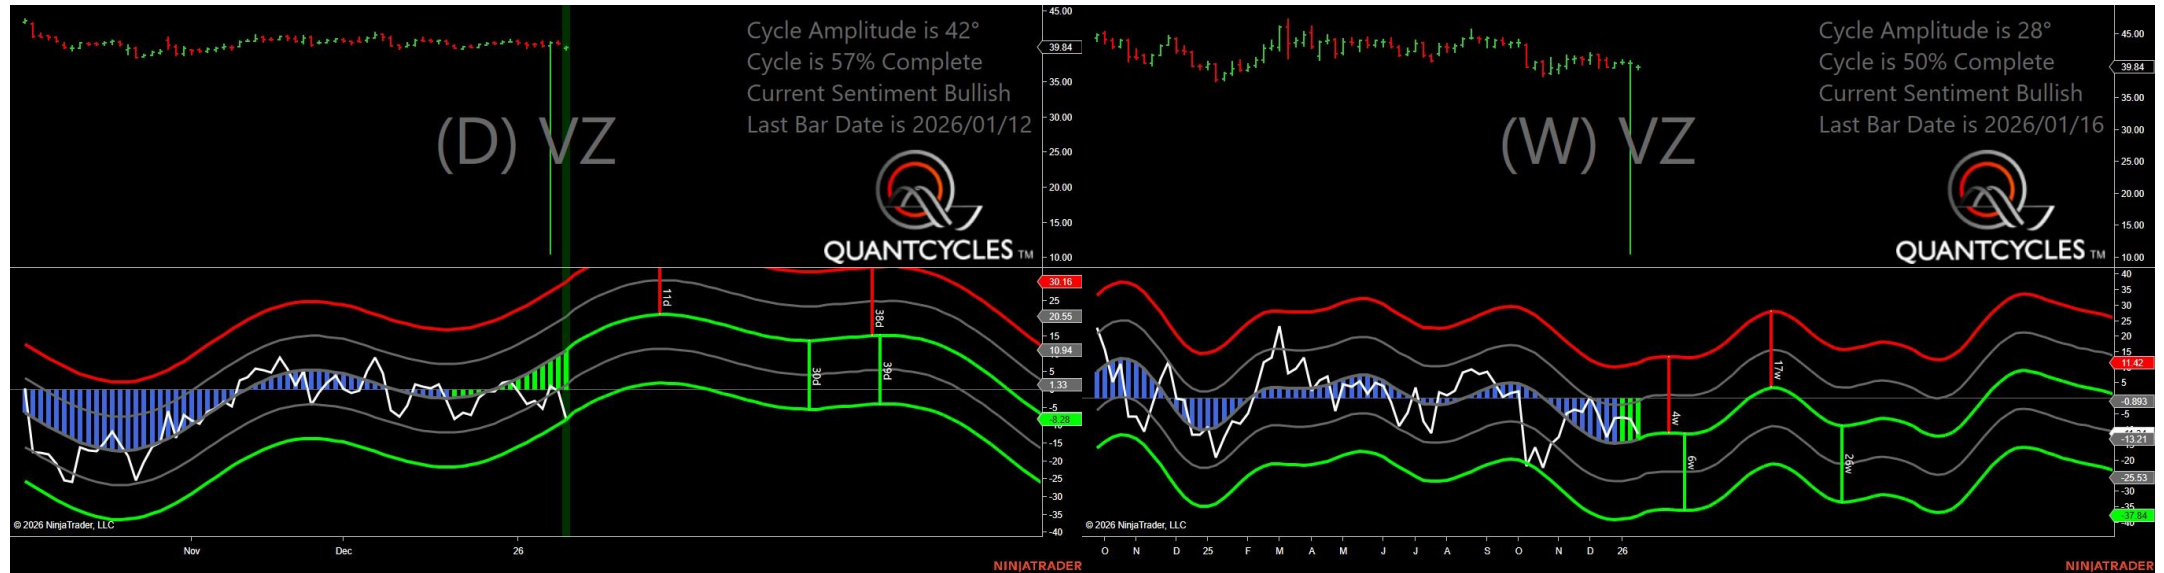 Cycle Amplitude is 42°
Cycle is 57% Complete
Current Sentiment Bullish
Last Bar Date is 2026/01/12
(D) VZ
QUANTCYCLES TM
45.00
39.84
35.00
30.00
25.00
20.00
15.00
10.00
11d
38d
30d
39d
30.16
25
20.55
15
10.94
5
1.33
-5
-8.28
-15
-20
-25
-30
-35
-40
© 2026 NinjaTrader, LLC
Nov
Dec
26
NINJATRADER
Cycle Amplitude is 28°
Cycle is 50% Complete
Current Sentiment Bullish
Last Bar Date is 2026/01/16
(W) VZ
QUANTCYCLES TM
45.00
39.84
35.00
30.00
25.00
20.00
15.00
10.00
4w
17w
6w
26w
40
35
30
25
20
15
11.42
5
-0.893
-5
-13.21
-20
-25.53
-30
-35
-37.84
© 2026 NinjaTrader, LLC
O N D 25 F M A M J J A S O N D 26
NINJATRADER